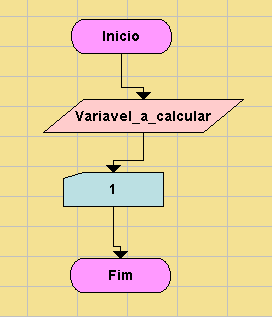 Inicio
Variavel_a_calcular
1
Fim